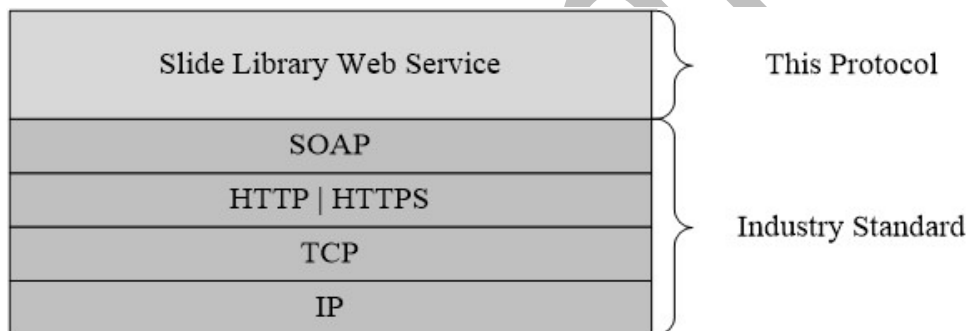 Slide Library Web Service
This Protocol
SOAP
HTTP | HTTPS
Industry Standard
TCP
IP